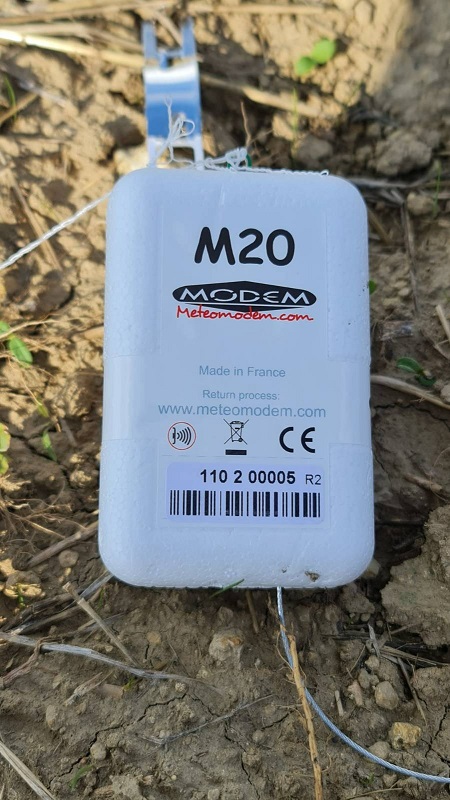 M20
MODEM
Meteomodem.com
Made in France
Return process:
www.meteomodem.com
CE
110 2 00005 R2